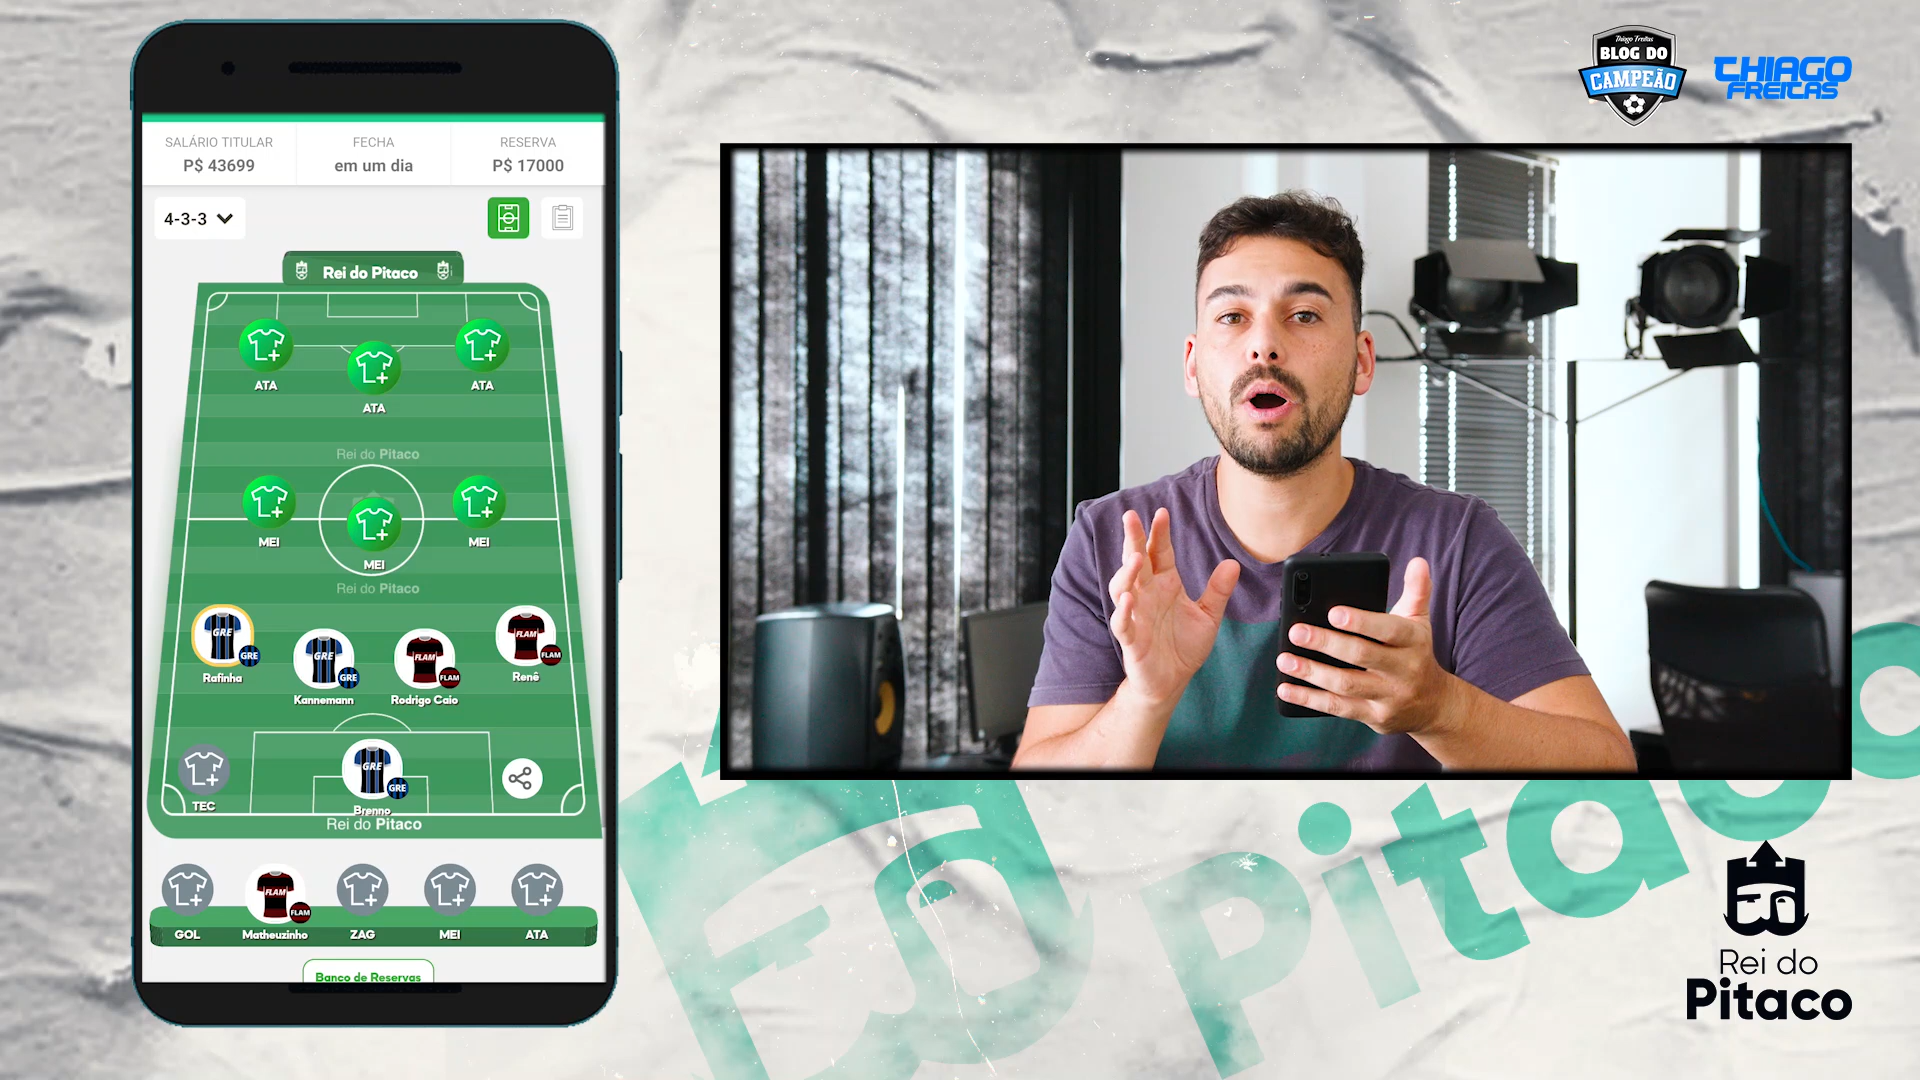 SALÁRIO TITULAR
P$ 43699
FECHA
em um dia
RESERVA
P$ 17000
4-3-3
Rei do Pitaco
ATA
ATA
ATA
Rei do Pitaco
MEI
MEI
MEI
Rei do Pitaco
GRE
GRE
Rafinha
GRE
GRE
Kannemann
FLAM
FLAM
Rodrigo Caio
FLAM
FLAM
Renê
TEC
GRE
GRE
Brenno
Rei do Pitaco
GOL
FLAM
FLAM
Matheuzinho
ZAG
MEI
ATA
Banco de Reservas
Thiago Freitas
BLOG DO
CAMPEÃO
THIAGO
FREITAS
Pitaco
Rei do
Pitaco